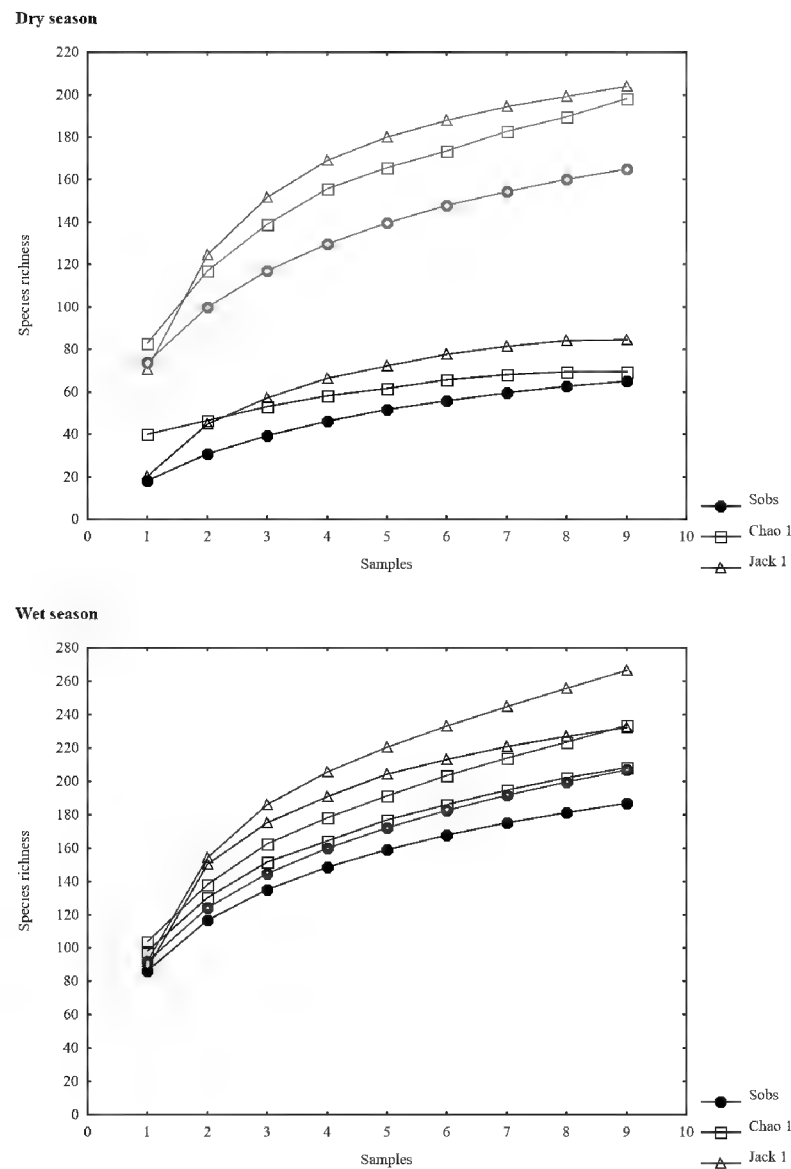 Dry season
220
200
180
160
140
120
100
80
60
40
20
0
Species richness
0 1 2 3 4 5 6 7 8 9 10
Samples
Sobs
Chao 1
Jack 1
Wet season
280
260
240
220
200
180
160
140
120
100
80
60
40
20
0
Species richness
0 1 2 3 4 5 6 7 8 9 10
Samples
Sobs
Chao 1
Jack 1